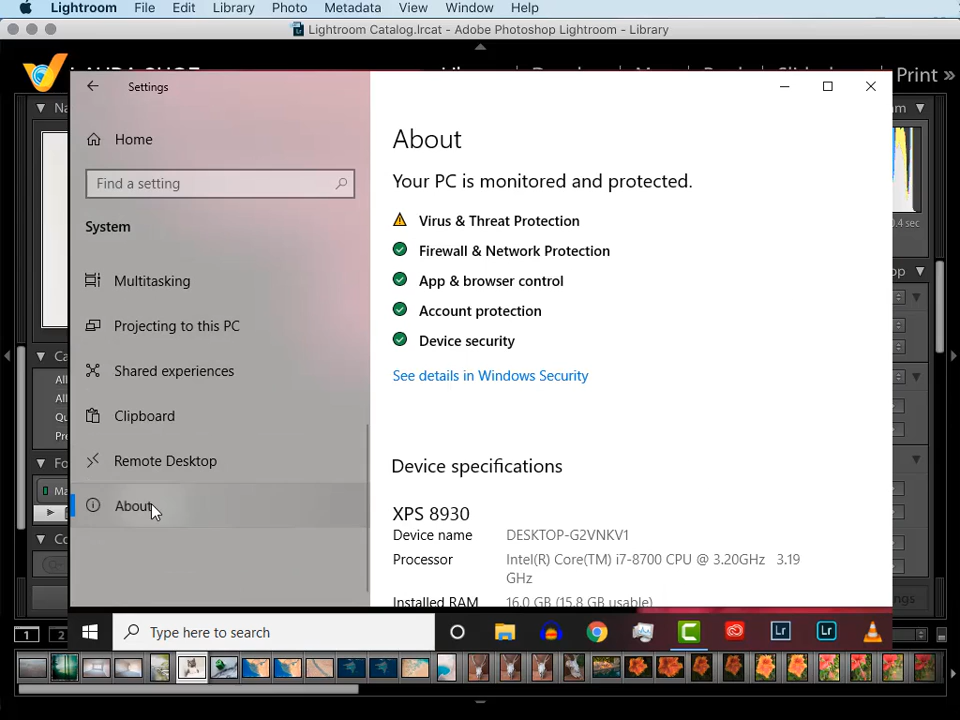 Lightroom File Edit Library Photo Metadata View Window Help
Lightroom Catalog.lrcat - Adobe Photoshop Lightroom - Library
Print »
Settings
Home
Find a setting
System
Multitasking
Projecting to this PC
Shared experiences
Clipboard
Remote Desktop
About
About
Your PC is monitored and protected.
Virus & Threat Protection
Firewall & Network Protection
App & browser control
Account protection
Device security
See details in Windows Security
Device specifications
XPS 8930
Device name DESKTOP-G2VNKV1
Processor Intel(R) Core(TM) i7-8700 CPU @ 3.20GHz 3.19
GHz
Installed RAM 16.0 GB (15.8 GB usable)
Type here to search
Lr Lr
1 2